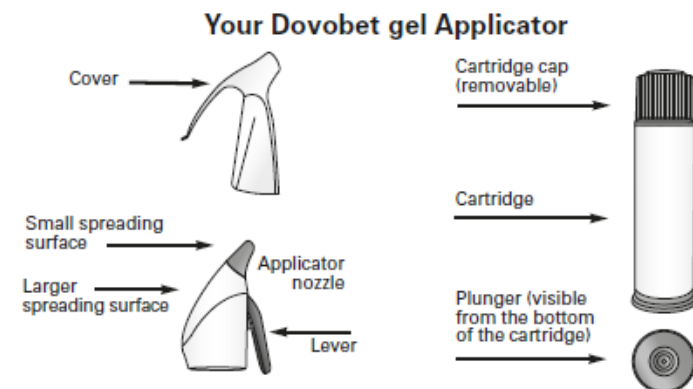 Your Dovobet gel Applicator
Cover
Small spreading
surface
Larger
spreading surface
Applicator
nozzle
Lever
Cartridge cap
(removable)
Cartridge
Plunger (visible
from the bottom
of the cartridge)